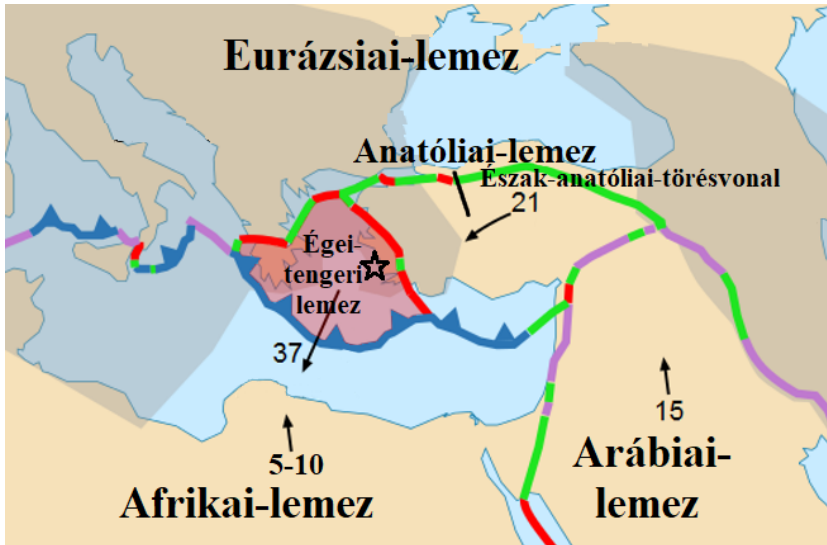 Eurázsiai-lemez
Anatóliai-lemez
Észak-anatóliai-törésvonal
21
Égei-
tengeri
lemez
37
15
5-10
Afrikai-lemez
Arábiai-
lemez